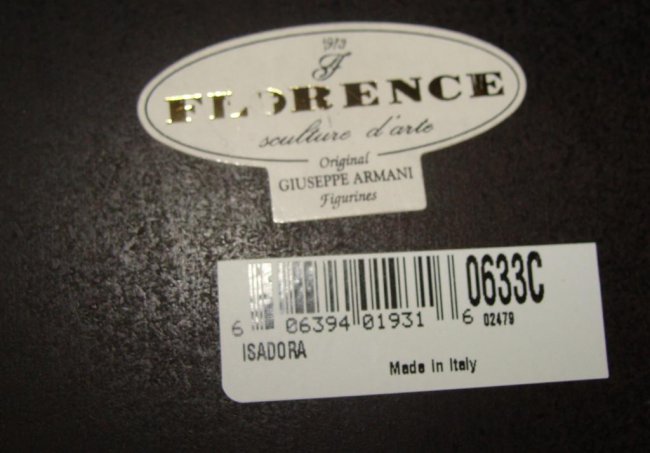 1973
F
FLORENCE
sculture d'arte
Original
GIUSEPPE ARMANI
Figurines
0633C
6 06394 01931 6 02479
ISADORA
Made in Italy